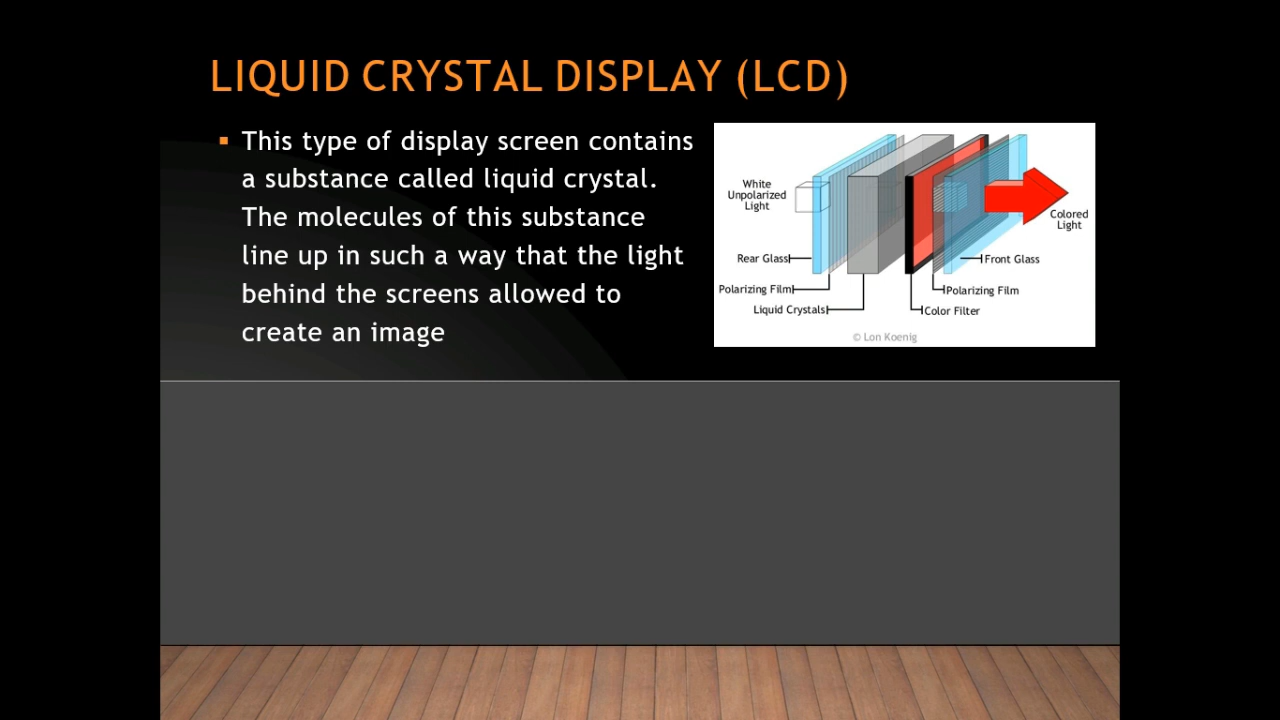 LIQUID CRYSTAL DISPLAY (LCD)
▪ This type of display screen contains
a substance called liquid crystal.
The molecules of this substance
line up in such a way that the light
behind the screens allowed to
create an image
White
Unpolarized
Light
Colored
Light
Rear Glass
Front Glass
Polarizing Film
Polarizing Film
Liquid Crystals
Color Filter
© Lon Koenig